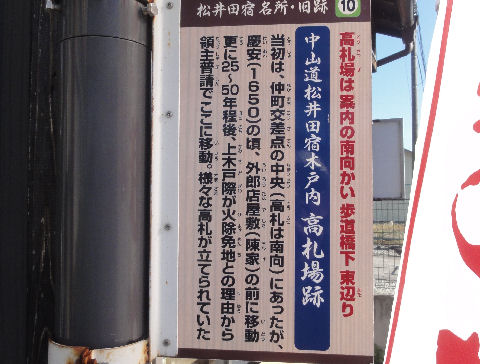 松井田宿名所・旧跡
10
高札場は案内の南向かい 歩道橋下 東辺り
中山道松井田宿木戸内 高札場跡
当初は、仲町交差点の中央(高札は南向)にあったが
慶安(1650)の頃、外郎店屋敷(陳家)の前に移動
更に25~50年程後、上木戸際が火除免地との理由から
領主普請でここに移動。様々な高札が立てられていた